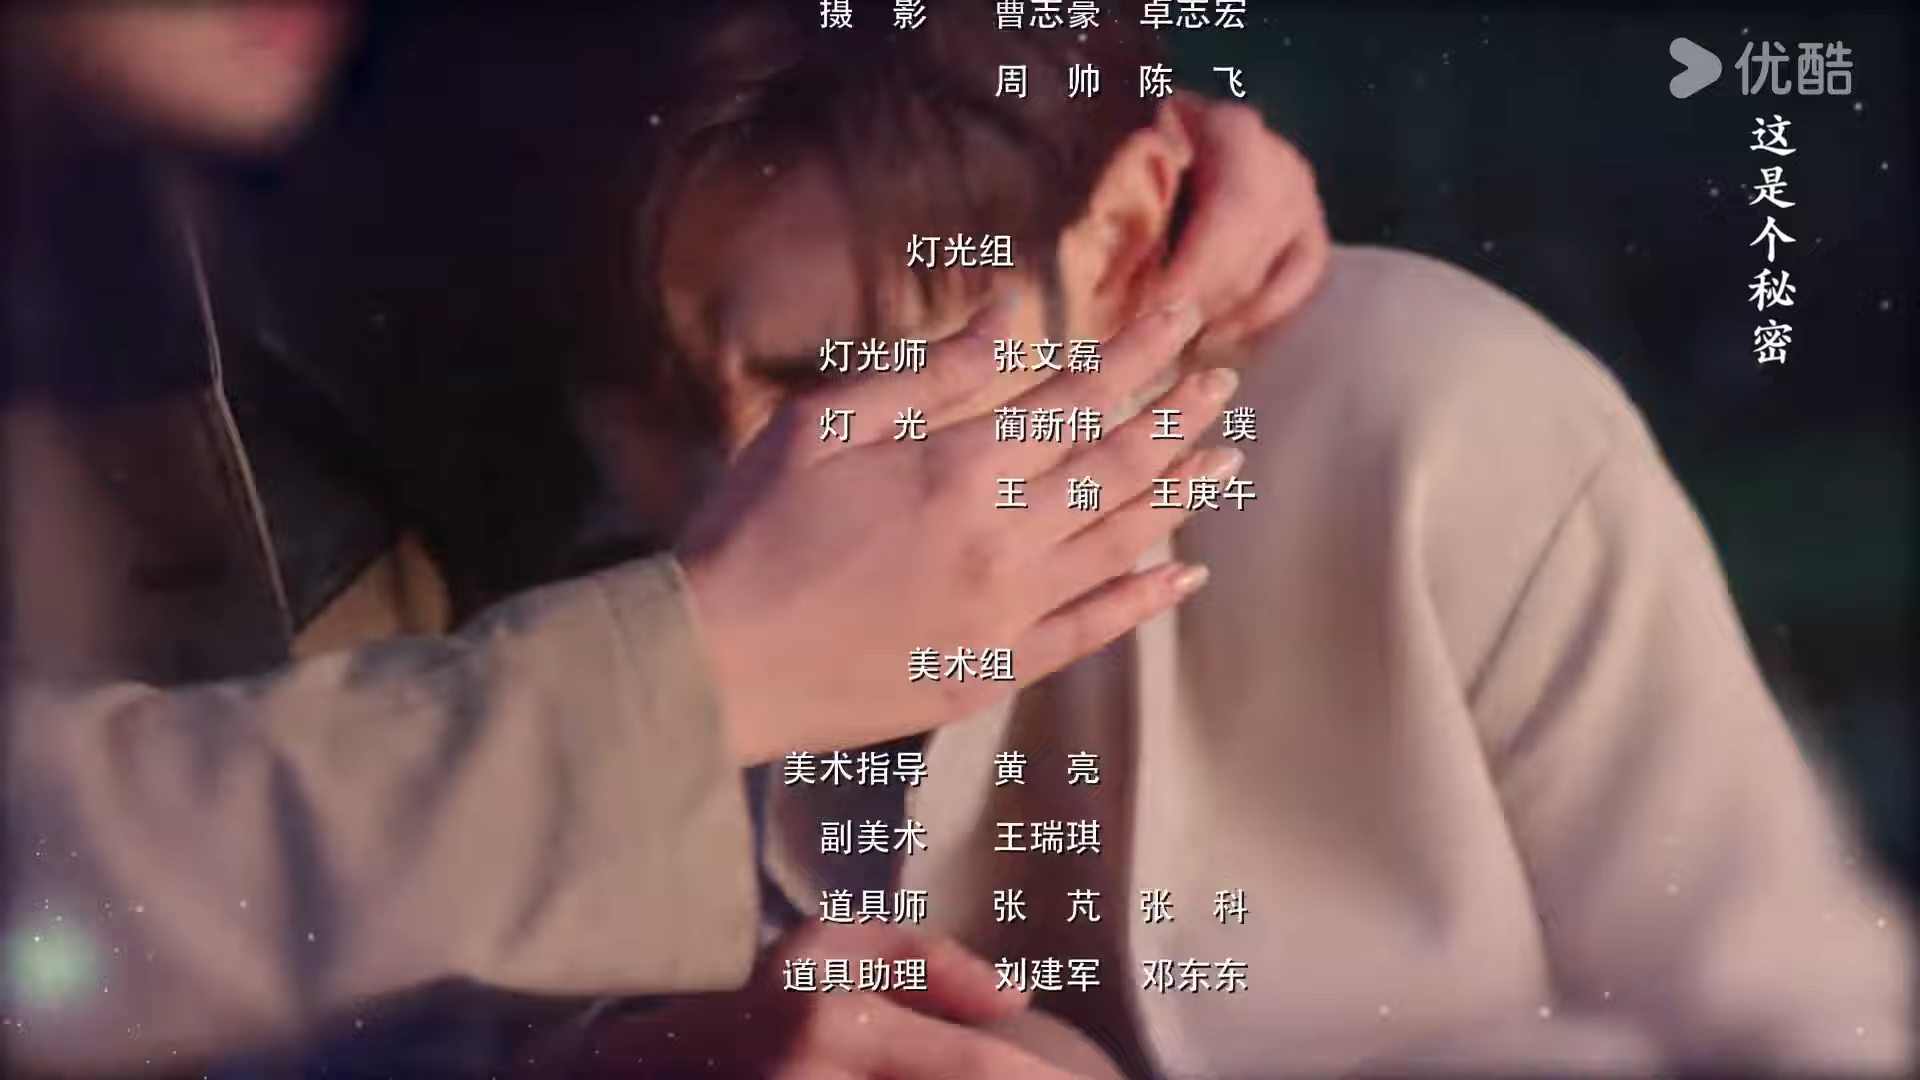 摄 影 曹志豪 卓志宏
周 帅 陈 飞
优酷
这是个秘密
灯光组
灯光师 张文磊
灯 光 蔺新伟 王 璞
王 瑜 王庚午
美术组
美术指导 黄 亮
副美术 王瑞琪
道具师 张 芃 张 科
道具助理 刘建军 邓东东